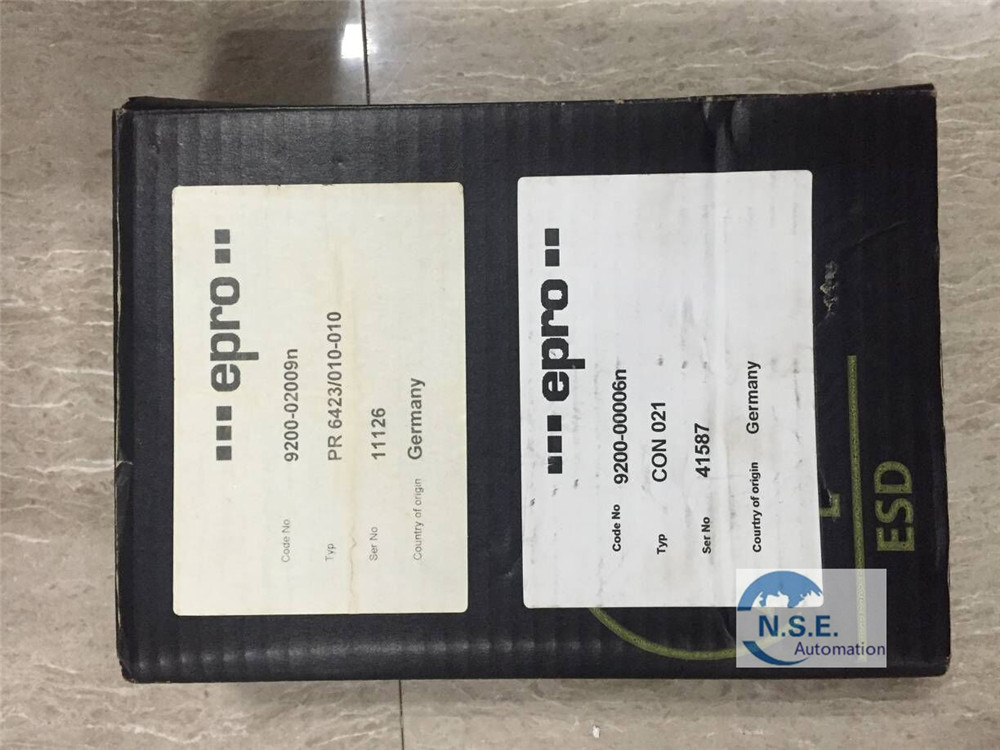 epro
Code No 9200-02009n
Typ PR 6423/010-010
Ser No 11126
Country of origin Germany
epro
Code No 9200-00006n
Typ CON 021
Ser No 41587
Courtry of origin Germany
ESD
N.S.E.
Automation